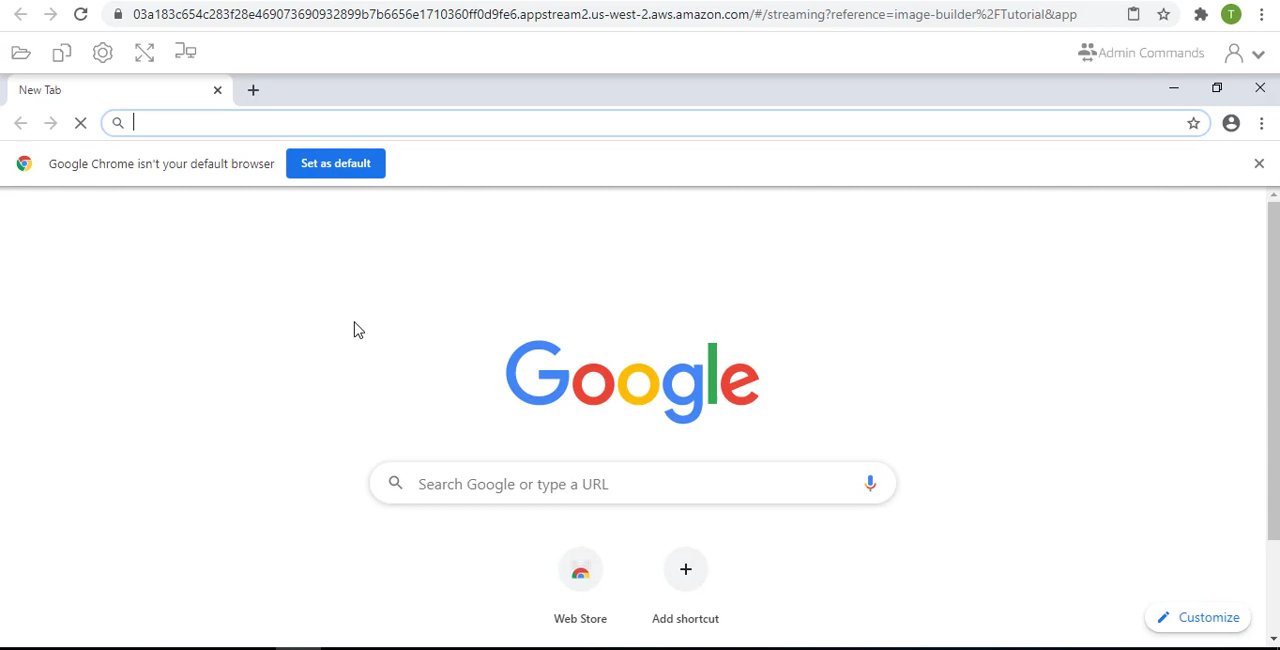 03a183c654c283f28e469073690932899b7b6656e1710360ff0d9fe6.appstream2.us-west-2.aws.amazon.com/#/streaming?reference=image-builder%2FTutorial&app
T
Admin Commands
New Tab
Google Chrome isn't your default browser
Set as default
Google
Search Google or type a URL
Web Store
Add shortcut
Customize